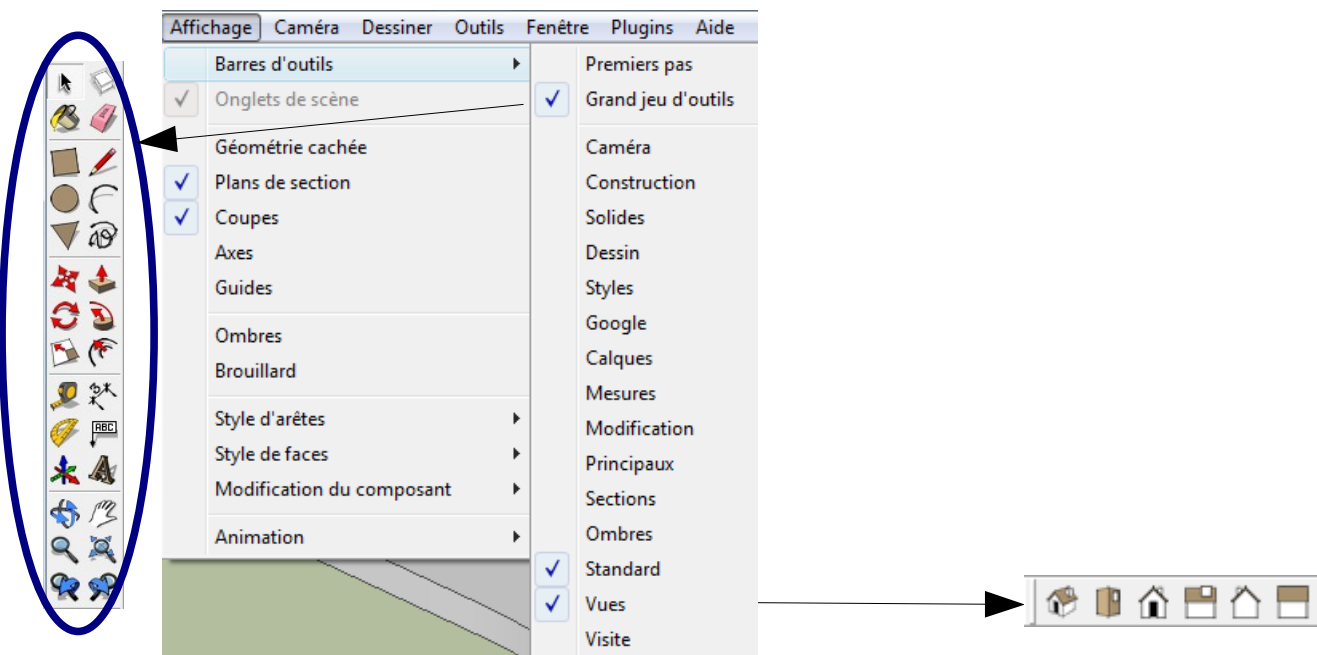 Affichage Caméra Dessiner Outils Fenêtre Plugins Aide
Barres d'outils
Onglets de scène
Géométrie cachée
Plans de section
Coupes
Axes
Guides
Ombres
Brouillard
Style d'arêtes
Style de faces
Modification du composant
Animation
Premiers pas
Grand jeu d'outils
Caméra
Construction
Solides
Dessin
Styles
Google
Calques
Mesures
Modification
Principaux
Sections
Ombres
Standard
Vues
Visite
ABC
A